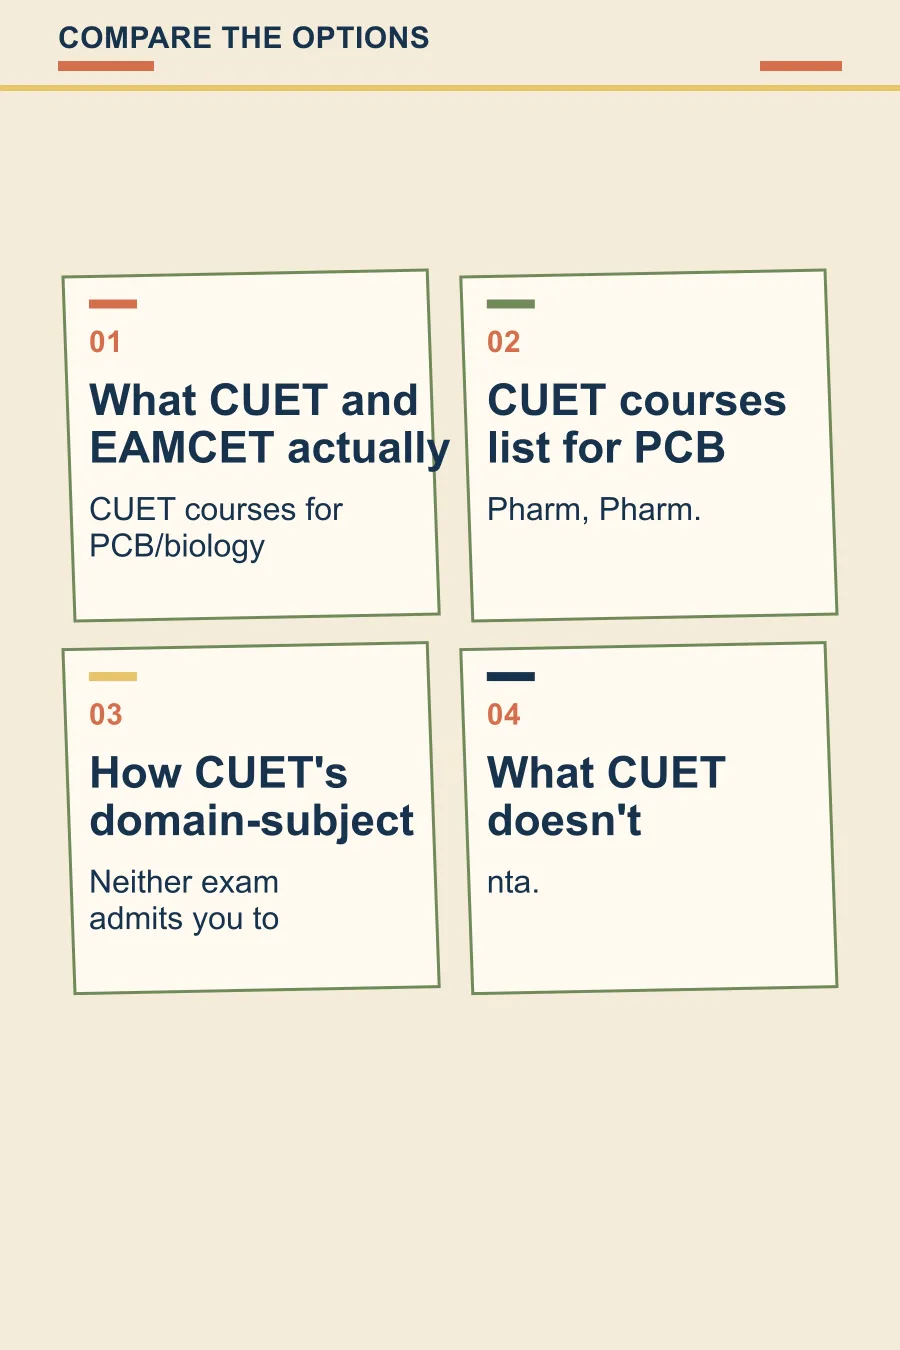 COMPARE THE OPTIONS
01
What CUET and
EAMCET actually
CUET courses for
PCB/biology
02
CUET courses
list for PCB
Pharm, Pharm.
03
How CUET's
domain-subject
Neither exam
admits you to
04
What CUET
doesn't
nta.